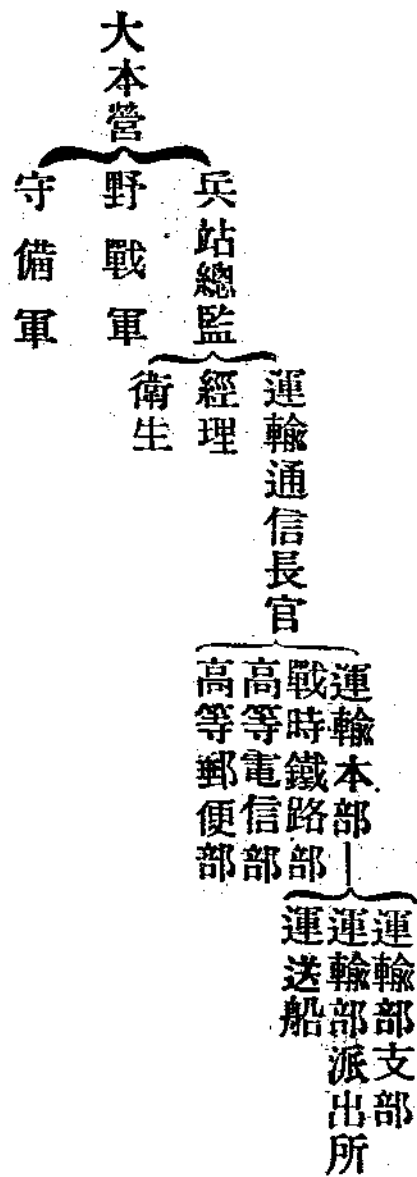 大本營
兵站總監
野戰軍
守備軍
運輸通信長官
經理
衛生
運輸本部
戰時鐵路部
高等電信部
高等郵便部
運輸部支部
運輸部派出所
運送船